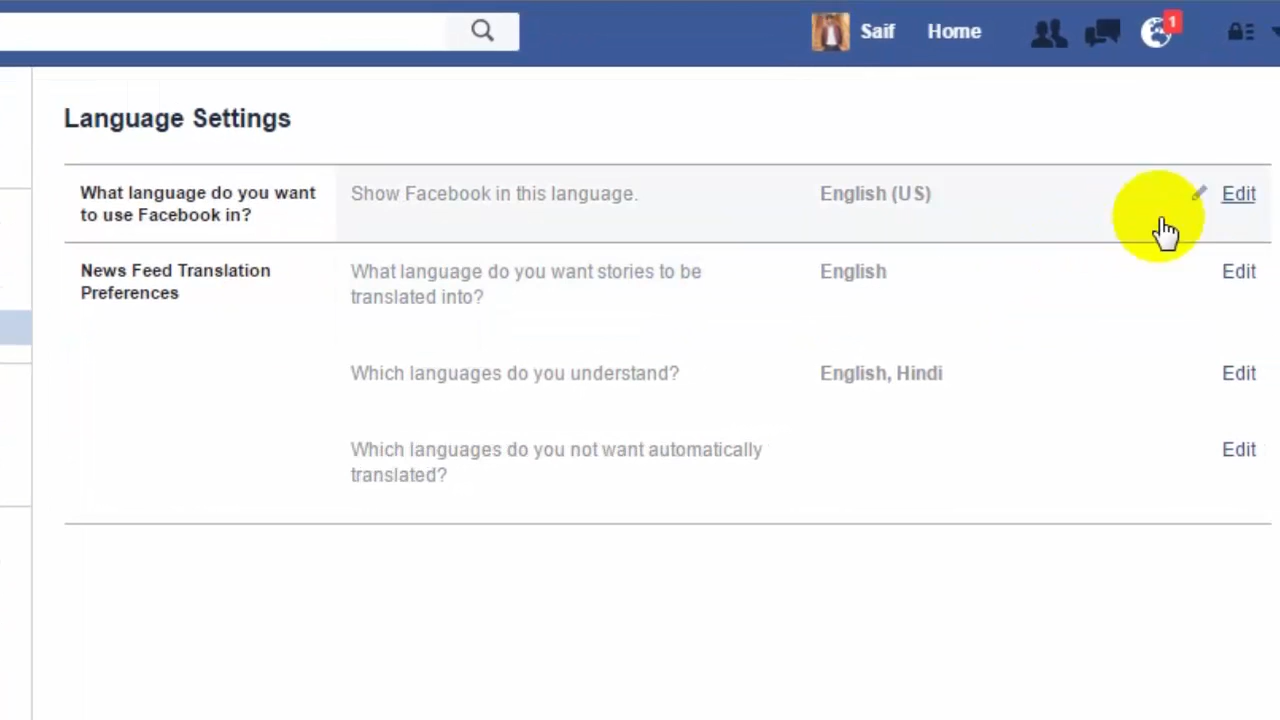 Saif Home 1
Language Settings
What language do you want
to use Facebook in?
Show Facebook in this language.
English (US)
Edit
News Feed Translation
Preferences
What language do you want stories to be
translated into?
English
Edit
Which languages do you understand?
English, Hindi
Edit
Which languages do you not want automatically
translated?
Edit